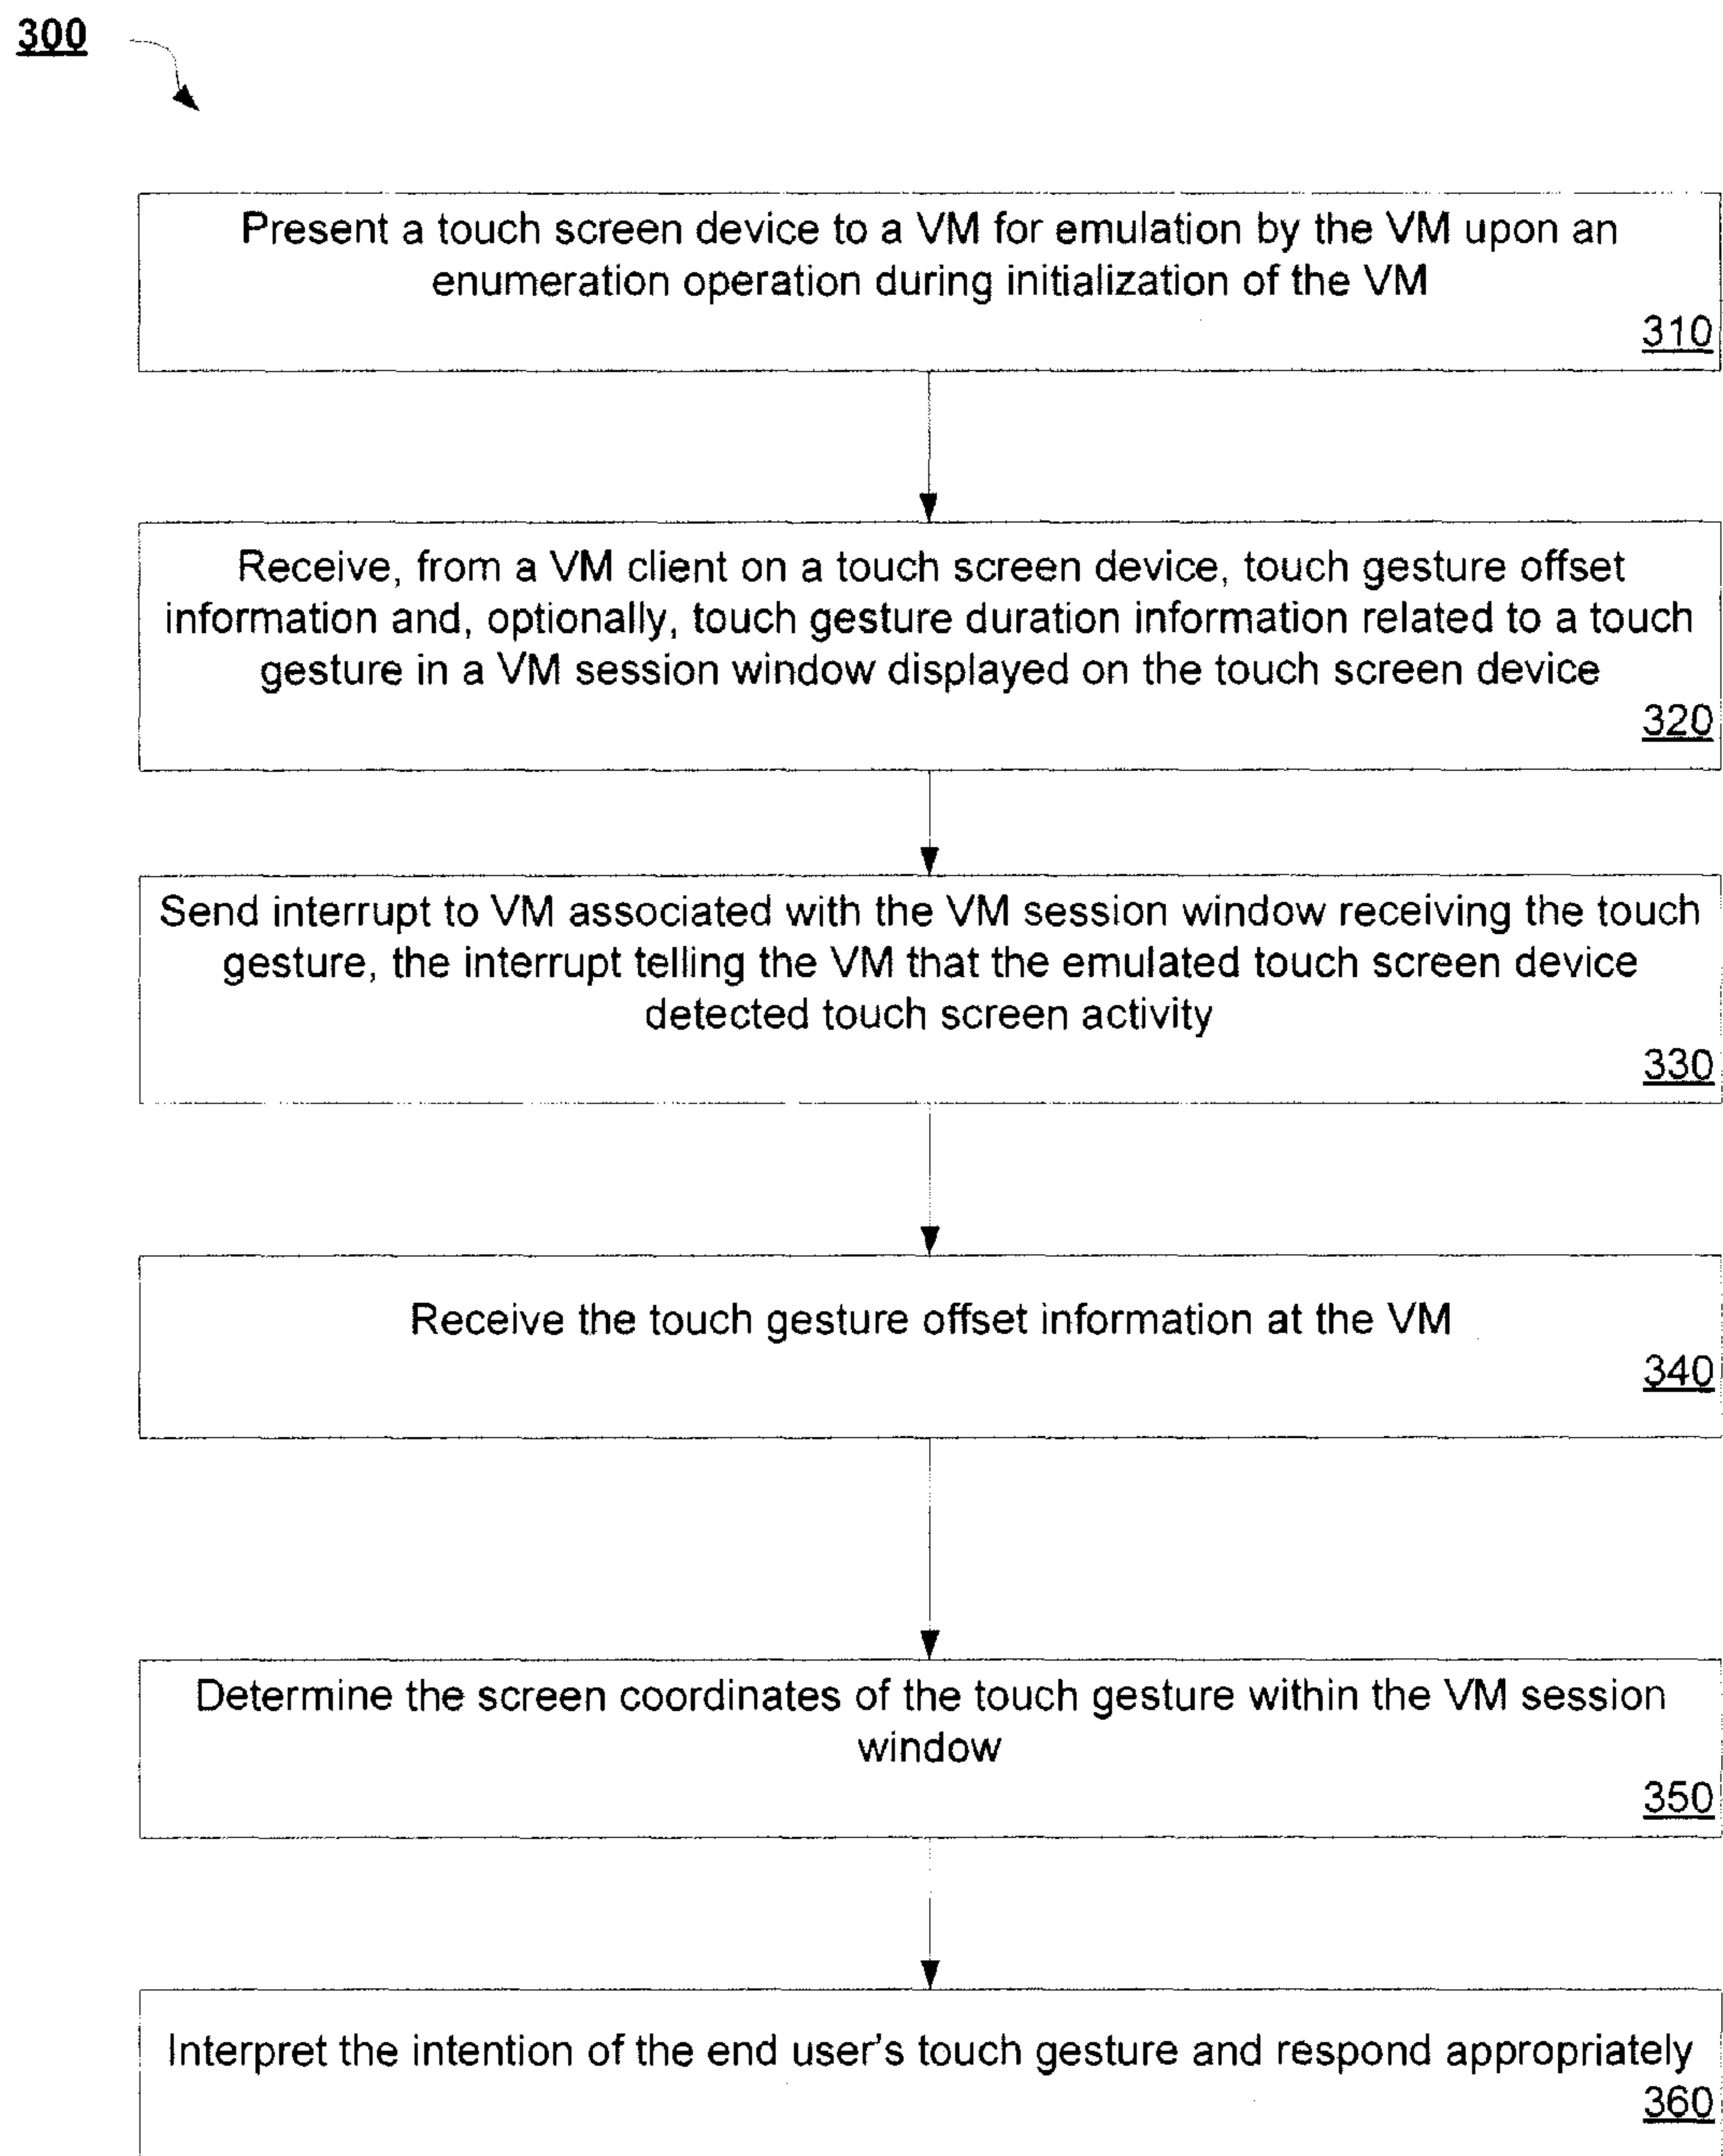 300
Present a touch screen device to a VM for emulation by the VM upon an
enumeration operation during initialization of the VM
310
Receive, from a VM client on a touch screen device, touch gesture offset
information and, optionally, touch gesture duration information related to a touch
gesture in a VM session window displayed on the touch screen device
320
Send interrupt to VM associated with the VM session window receiving the touch
gesture, the interrupt telling the VM that the emulated touch screen device
detected touch screen activity
330
Receive the touch gesture offset information at the VM
340
Determine the screen coordinates of the touch gesture within the VM session
window
350
Interpret the intention of the end user's touch gesture and respond appropriately
360